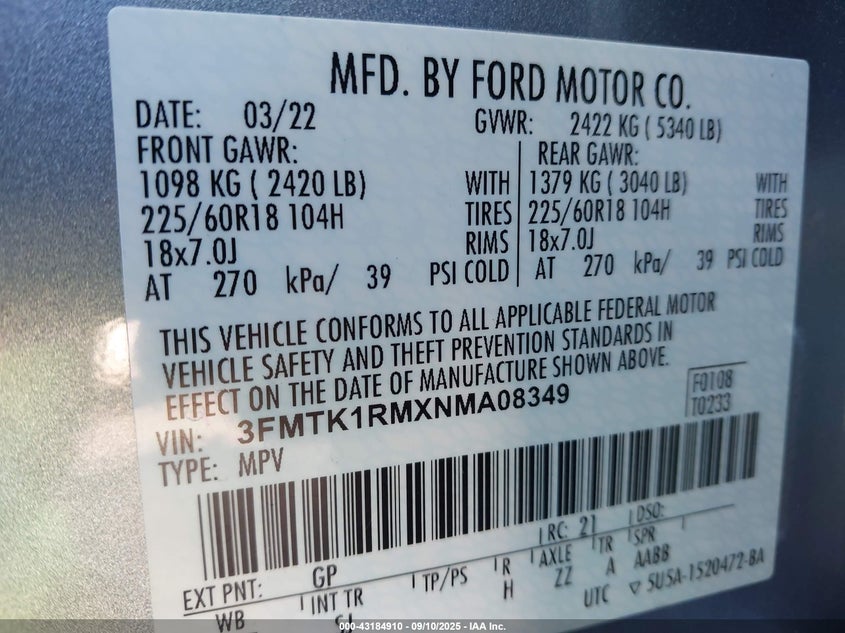 MFD. BY FORD MOTOR CO.
DATE: 03/22 GVWR: 2422 KG ( 5340 LB)
FRONT GAWR: REAR GAWR:
1098 KG ( 2420 LB) WITH 1379 KG ( 3040 LB) WITH
225/60R18 104H TIRES 225/60R18 104H TIRES
18x7.0J RIMS 18x7.0J RIMS
AT 270 kPa/ 39 PSI COLD AT 270 kPa/ 39 PSI COLD
THIS VEHICLE CONFORMS TO ALL APPLICABLE FEDERAL MOTOR
VEHICLE SAFETY AND THEFT PREVENTION STANDARDS IN
EFFECT ON THE DATE OF MANUFACTURE SHOWN ABOVE.
F0108
T0233
VIN: 3FMTK1RMXNMA08349
TYPE: MPV
RC: 21 DSO:
EXT PNT: GP INT TR TP/PS R AXLE TR SPR
WB H ZZ A AABB
UTC 5U5A-1520472-BA
000-43184910 - 09/10/2025 - IAA Inc.